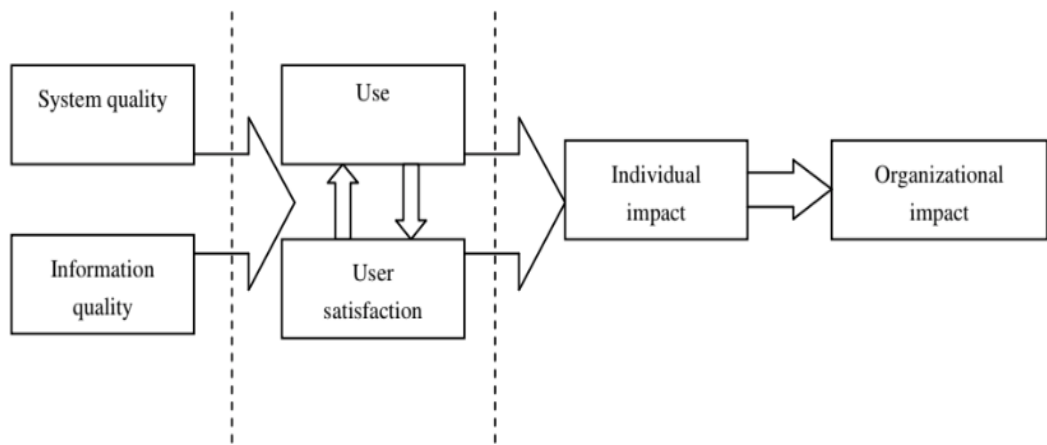 System quality
Information
quality
Use
User
satisfaction
Individual
impact
Organizational
impact